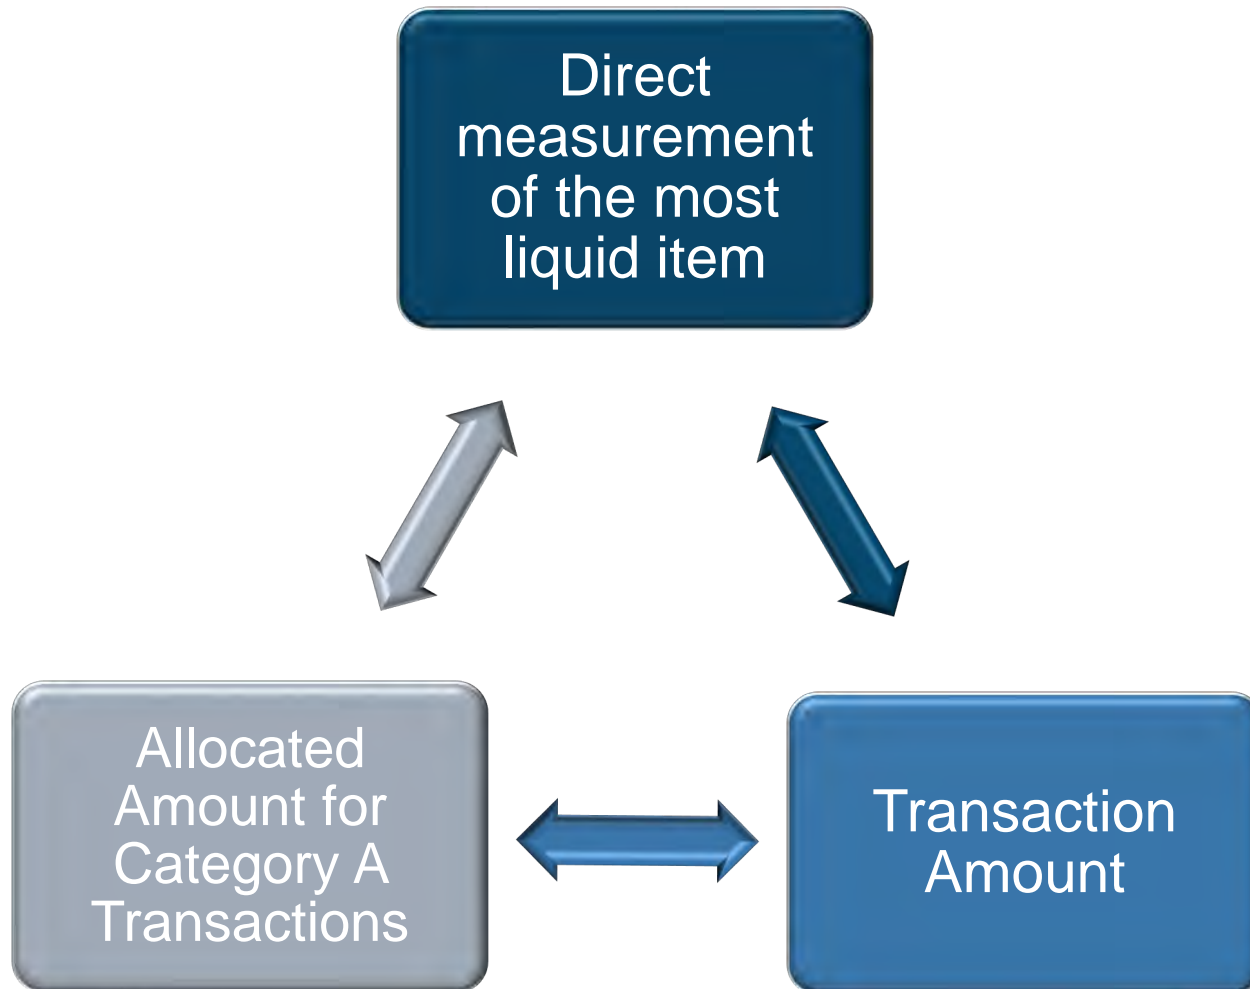 Direct
measurement
of the most
liquid item
Allocated
Amount for
Category A
Transactions
Transaction
Amount